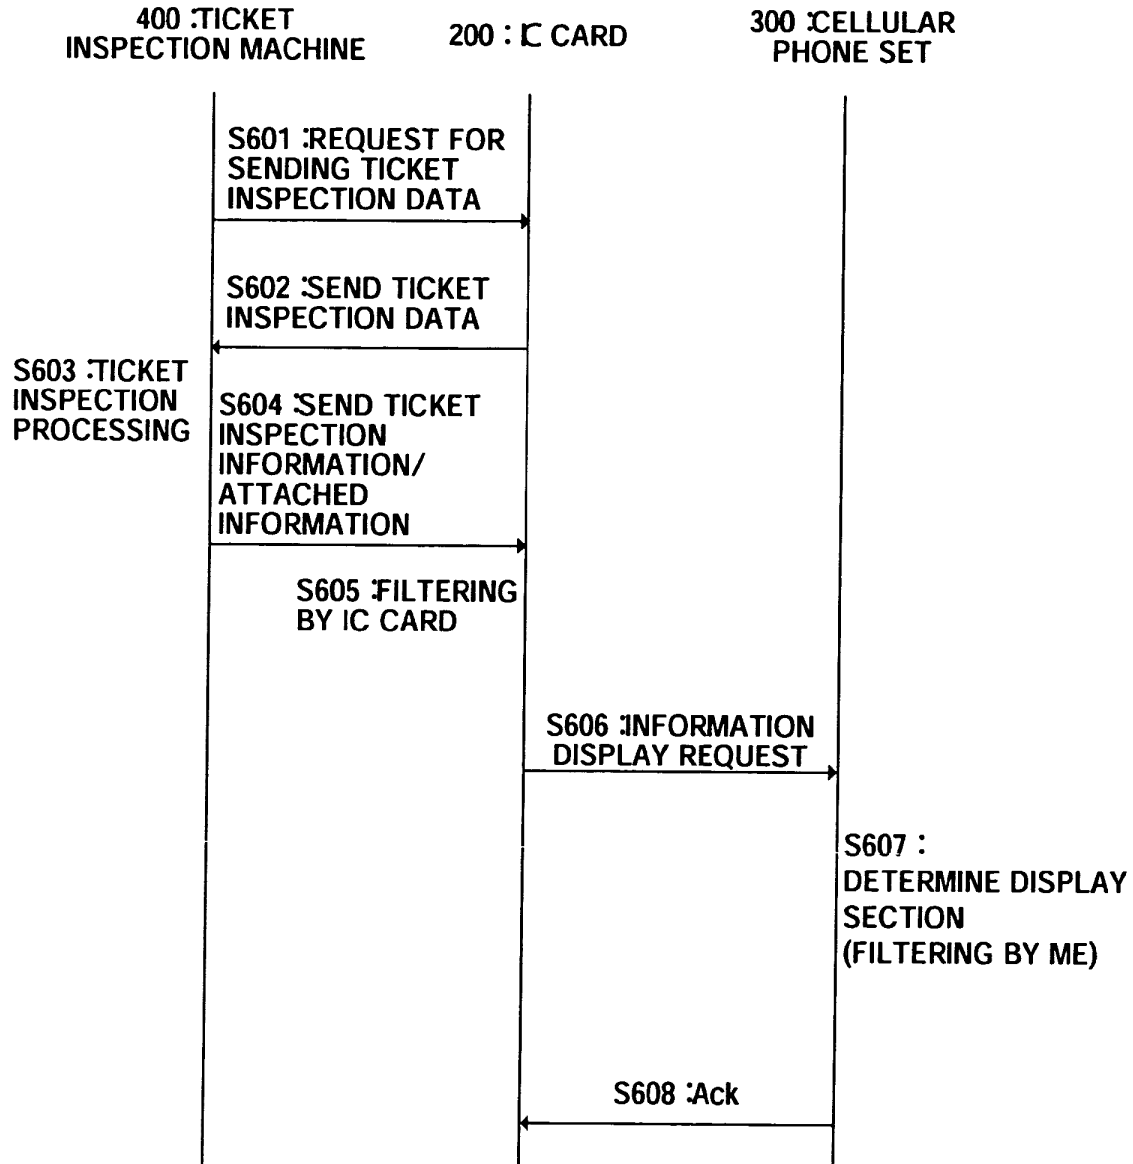 400 :TICKET
INSPECTION MACHINE
200 : IC CARD
300 :CELLULAR
PHONE SET
S601 :REQUEST FOR
SENDING TICKET
INSPECTION DATA
S602 :SEND TICKET
INSPECTION DATA
S603 :TICKET
INSPECTION
PROCESSING
S604 :SEND TICKET
INSPECTION
INFORMATION/
ATTACHED
INFORMATION
S605 :FILTERING
BY IC CARD
S606 :INFORMATION
DISPLAY REQUEST
S607 :
DETERMINE DISPLAY
SECTION
(FILTERING BY ME)
S608 :Ack